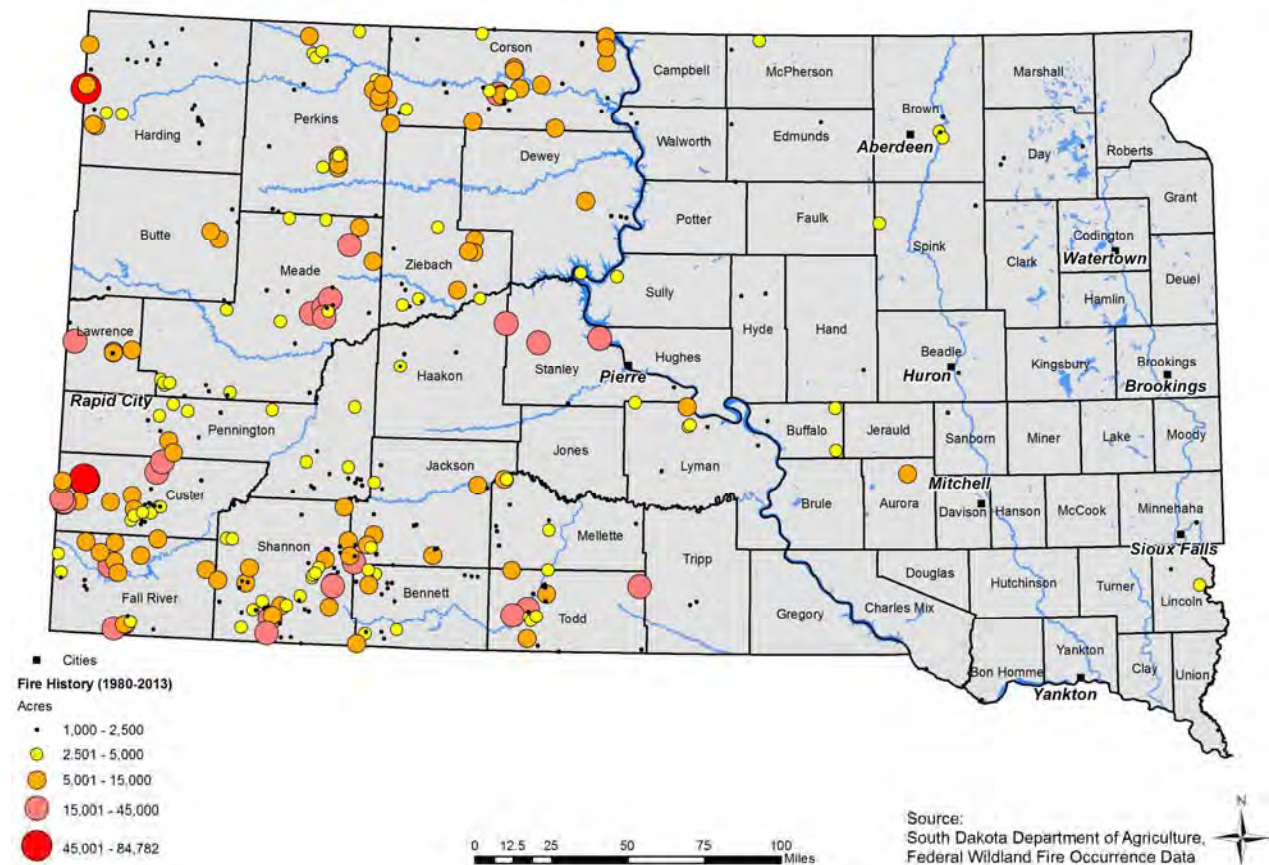 Corson
Campbell
McPherson
Marshall
Brown
Harding
Perkins
Walworth
Edmunds
Aberdeen
Day
Roberts
Dewey
Grant
Butte
Potter
Faulk
Codington
Watertown
Meade
Ziebach
Spink
Clark
Deuel
Hamlin
Sully
Hyde
Hand
Lawrence
Haakon
Stanley
Hughes
Pierre
Beadle
Huron
Kingsbury
Brookings
Brookings
Rapid City
Pennington
Buffalo
Jerauld
Sanborn
Miner
Lake
Moody
Jackson
Jones
Lyman
Custer
Mitchell
Brule
Aurora
Davison
Hanson
McCook
Minnehaha
Sioux Falls
Shannon
Mellette
Tripp
Douglas
Hutchinson
Turner
Lincoln
Fall River
Bennett
Todd
Gregory
Charles Mix
Bon Homme
Yankton
Clay
Union
Yankton
Cities
Fire History (1980-2013)
Acres
1,000 - 2,500
2.501 - 5,000
5,001 - 15,000
15,001 - 45,000
45,001 - 84,782
0 12.5 25 50 75 100
Miles
Source:
South Dakota Department of Agriculture,
Federal Wildland Fire Occurrence Data
N